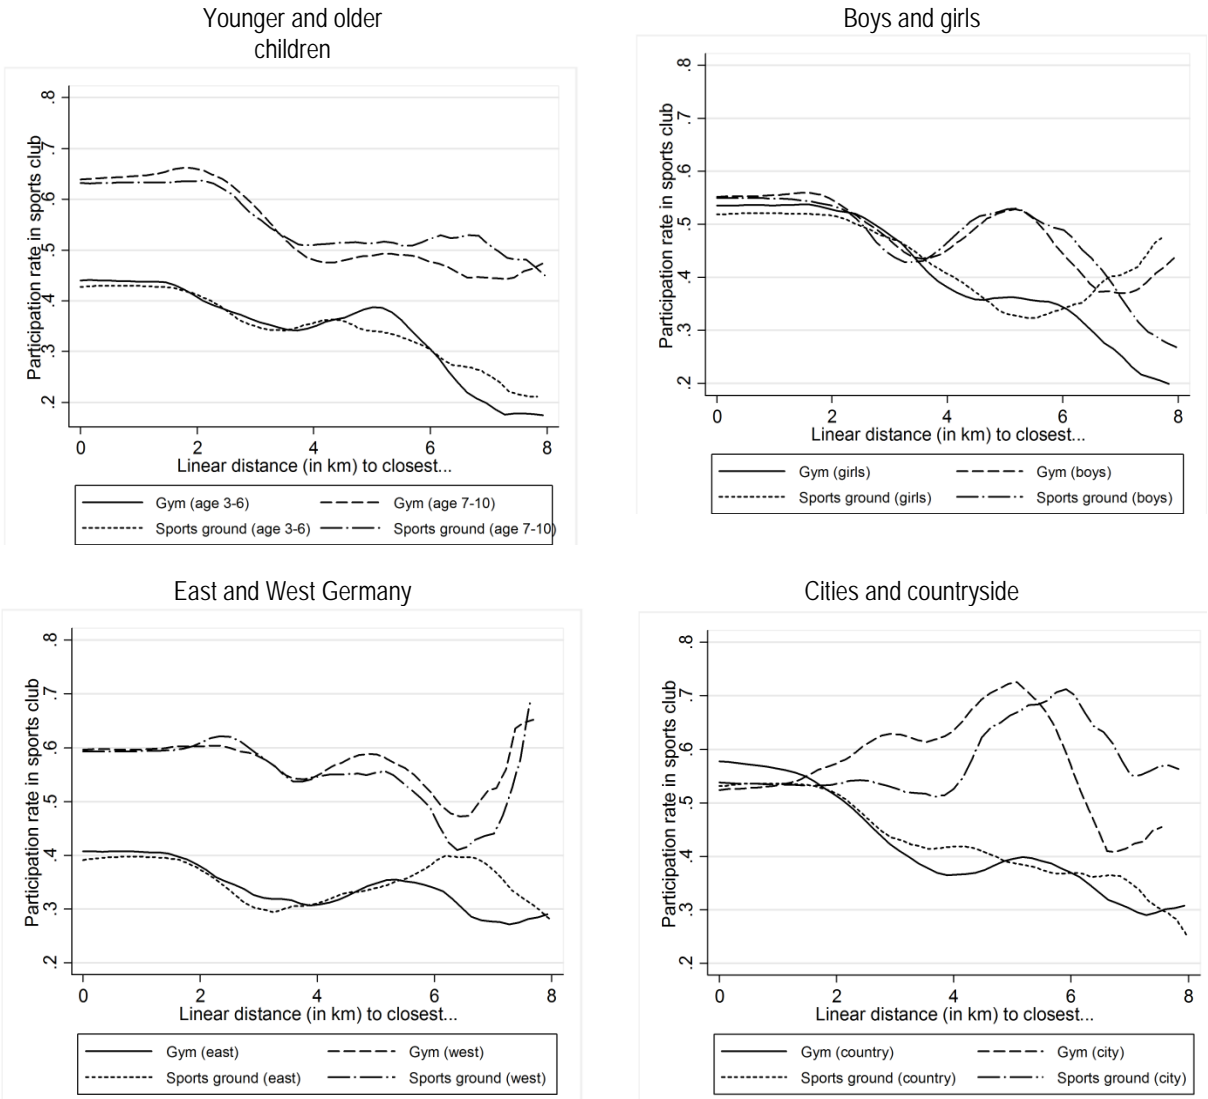 Younger and older
children
Participation rate in sports club
.8
.7
.6
.5
.4
.3
.2
0 2 4 6 8
Linear distance (in km) to closest...
Gym (age 3-6) Gym (age 7-10)
Sports ground (age 3-6) Sports ground (age 7-10)
Boys and girls
Participation rate in sports club
.8
.7
.6
.5
.4
.3
.2
0 2 4 6 8
Linear distance (in km) to closest...
Gym (girls) Gym (boys)
Sports ground (girls) Sports ground (boys)
East and West Germany
Participation rate in sports club
.8
.7
.6
.5
.4
.3
.2
0 2 4 6 8
Linear distance (in km) to closest...
Gym (east) Gym (west)
Sports ground (east) Sports ground (west)
Cities and countryside
Participation rate in sports club
.8
.7
.6
.5
.4
.3
.2
0 2 4 6 8
Linear distance (in km) to closest...
Gym (country) Gym (city)
Sports ground (country) Sports ground (city)